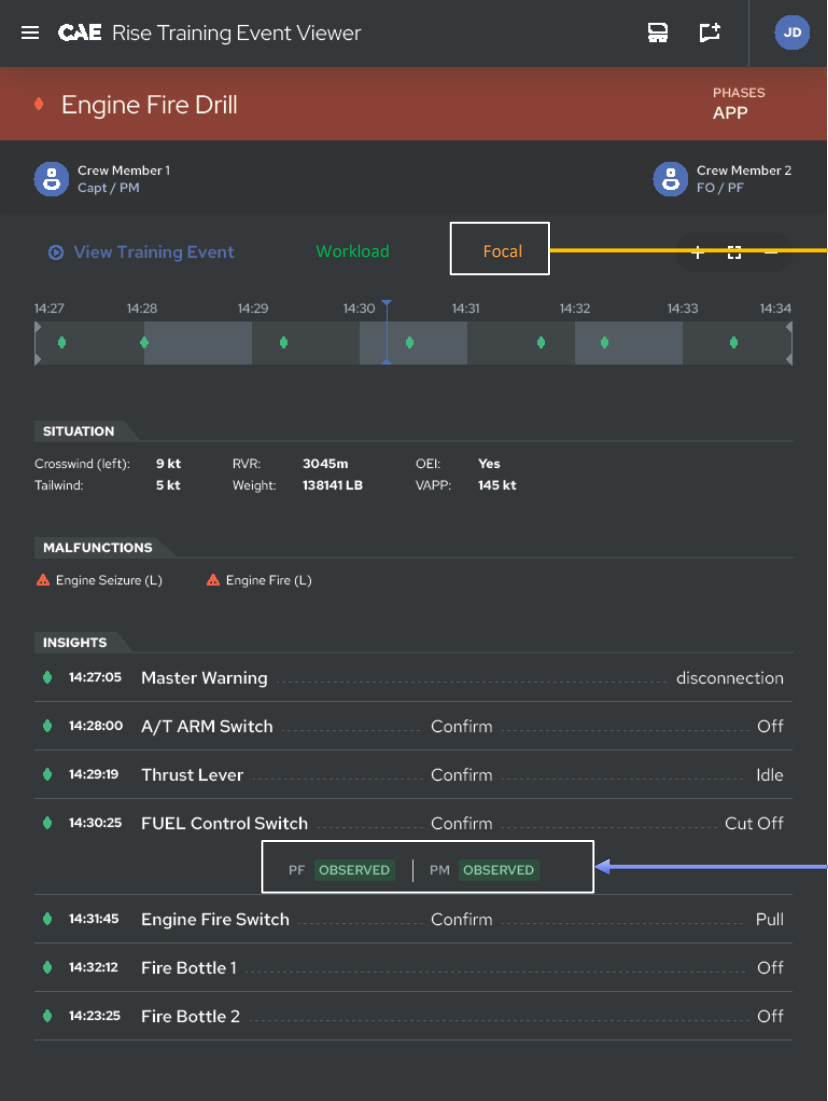 CAE Rise Training Event Viewer JD
Engine Fire Drill
PHASES
APP
Crew Member 1
Capt / PM
Crew Member 2
FO / PF
View Training Event Workload Focal
14:27 14:28 14:29 14:30 14:31 14:32 14:33 14:34
SITUATION
Crosswind (left): 9 kt RVR: 3045m OEI: Yes
Tailwind: 5 kt Weight: 138141 LB VAPP: 145 kt
MALFUNCTIONS
Engine Seizure (L) Engine Fire (L)
INSIGHTS
14:27:05 Master Warning disconnection
14:28:00 A/T ARM Switch Confirm Off
14:29:19 Thrust Lever Confirm Idle
14:30:25 FUEL Control Switch Confirm Cut Off
PF OBSERVED PM OBSERVED
14:31:45 Engine Fire Switch Confirm Pull
14:32:12 Fire Bottle 1 Off
14:23:25 Fire Bottle 2 Off